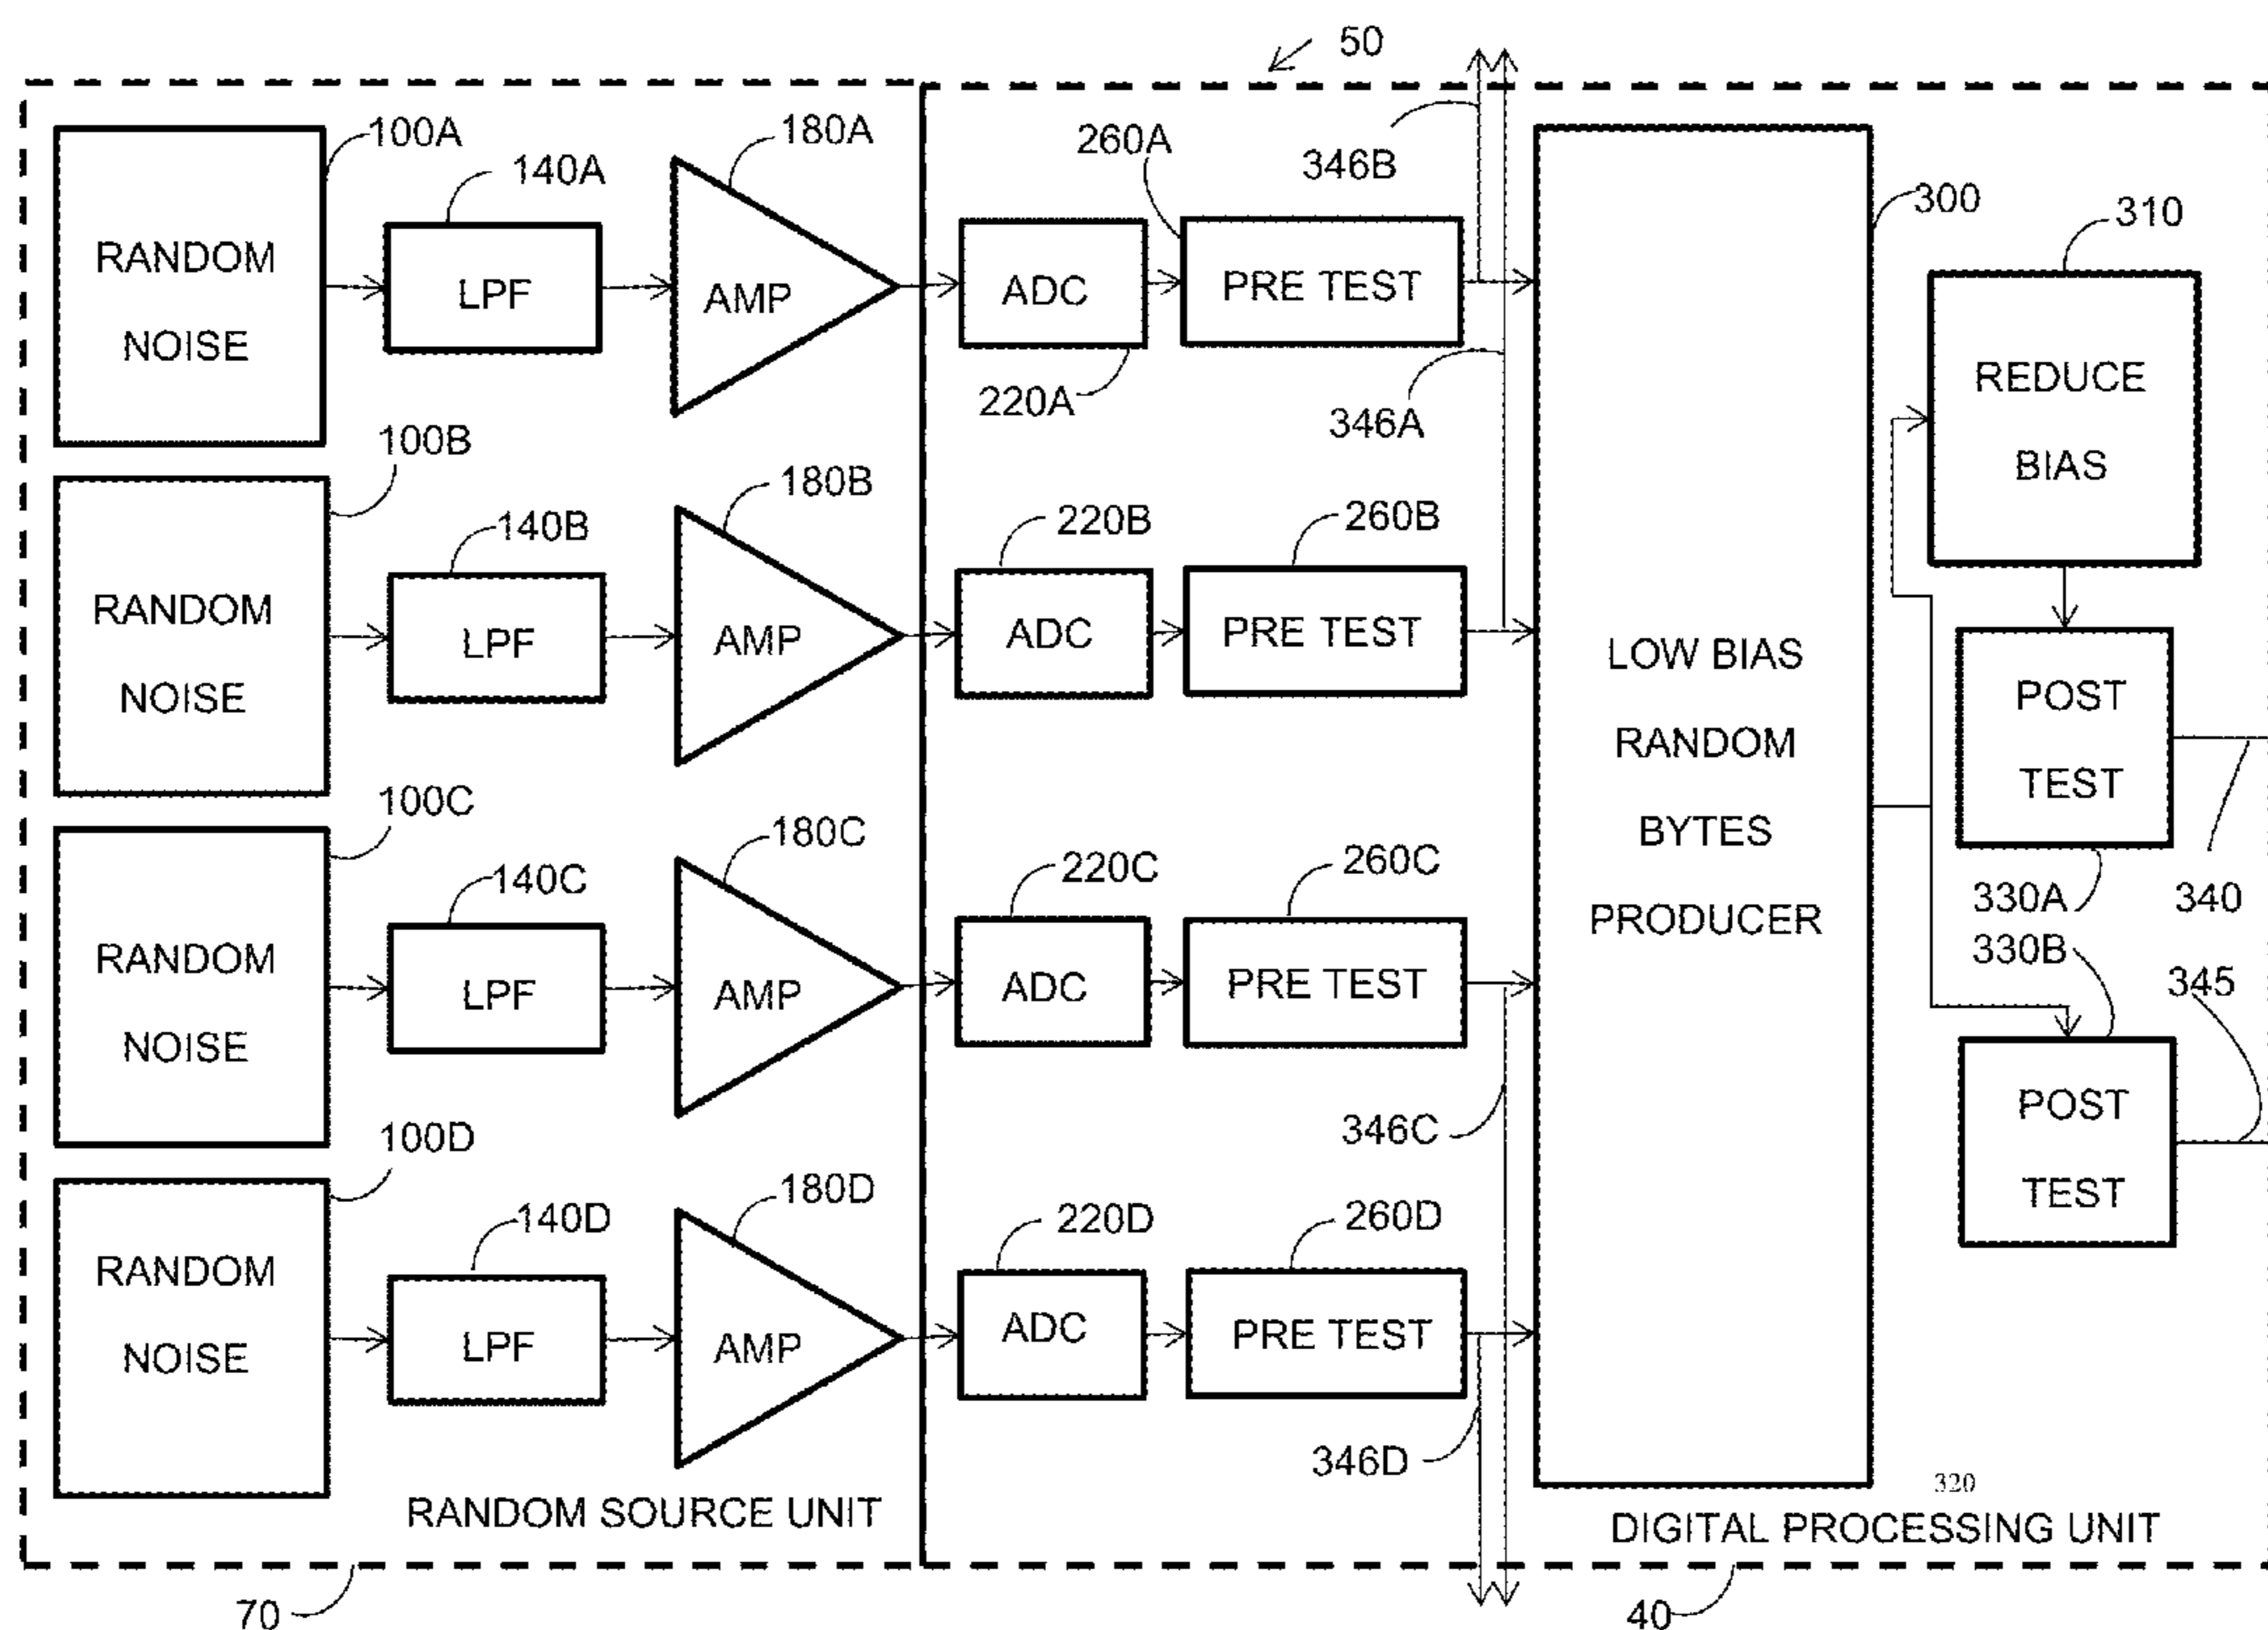 50
100A
180A
260A
140A
346B
300
310
RANDOM
NOISE
LPF
AMP
ADC
PRE TEST
REDUCE
BIAS
220A
346A
100B
180B
220B
260B
140B
RANDOM
NOISE
LPF
AMP
ADC
PRE TEST
LOW BIAS
RANDOM
BYTES
PRODUCER
POST
TEST
100C
180C
220C
260C
140C
330A
340
330B
345
RANDOM
NOISE
LPF
AMP
ADC
PRE TEST
346C
POST
TEST
100D
180D
220D
260D
140D
RANDOM
NOISE
LPF
AMP
ADC
PRE TEST
346D
320
RANDOM SOURCE UNIT
DIGITAL PROCESSING UNIT
70
40